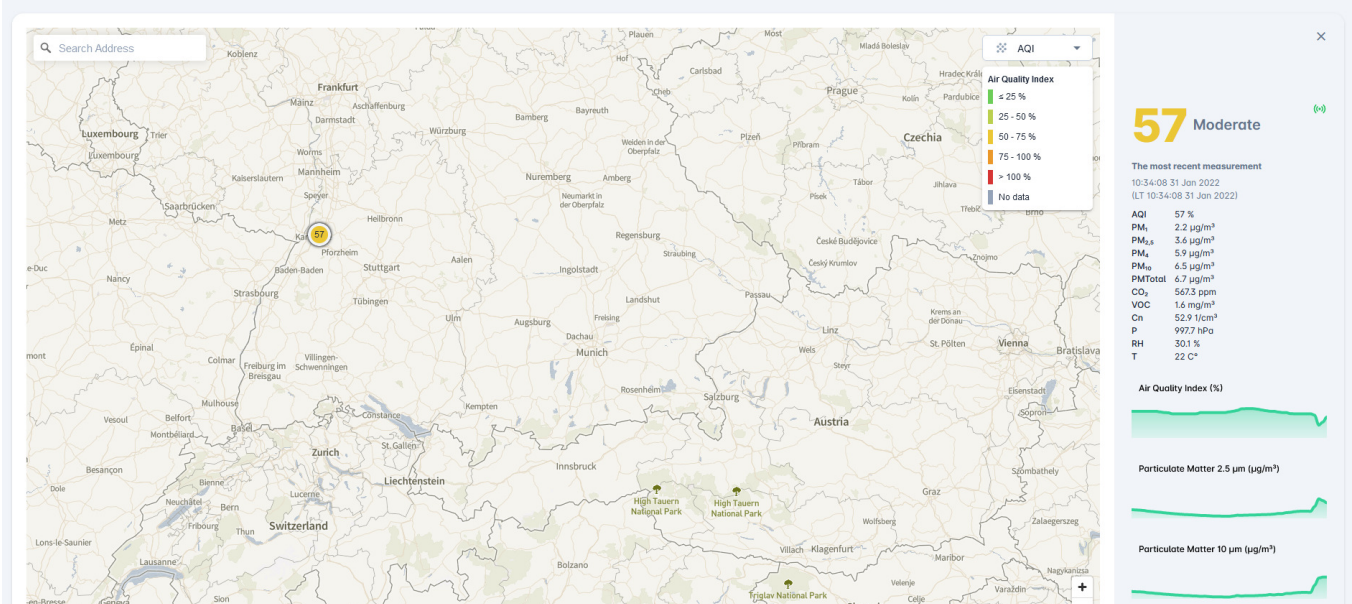 Search Address
AQI
Air Quality Index
≤ 25 %
25 - 50 %
50 - 75 %
75 - 100 %
> 100 %
No data
Plauen
Most
Mladá Boleslav
Koblenz
Hof
Carlsbad
Hradec Král
Frankfurt
Cheb
Prague
Kolín
Pardubice
Mainz
Aschaffenburg
Darmstadt
Bamberg
Bayreuth
Luxembourg
Trier
Würzburg
Plzeň
Czechia
Weiden in der
Oberpfalz
Příbram
Luxembourg
Worms
Kaiserslautern
Mannheim
Nuremberg
Amberg
Tábor
Jihlava
Speyer
Neumarkt in
der Oberpfalz
Písek
Saarbrücken
Třebíč
Brno
Metz
Heilbronn
57
Regensburg
České Budějovice
Pforzheim
Straubing
Znojmo
Aalen
Český Krumlov
e-Duc
Baden-Baden
Stuttgart
Ingolstadt
Nancy
Strasbourg
Tübingen
Landshut
Passau
Krems an
der Donau
Ulm
Augsburg
Freising
Linz
Dachau
St. Pölten
Vienna
Épinal
Munich
Wels
Bratislava
mont
Colmar
Villingen-
Schwenningen
Freiburg im
Breisgau
Steyr
Rosenheim
Salzburg
Eisenstadt
Mulhouse
Kempten
Vesoul
Belfort
Constance
Sopron
Basel
Austria
Montbéliard
St. Gallen
Zurich
Besançon
Innsbruck
Szombathely
Dole
Bienne
Liechtenstein
High Tauern
National Park
High Tauern
National Park
Graz
Lucerne
Neuchâtel
Bern
Fribourg
Thun
Switzerland
Wolfsberg
Zalaegerszeg
Lons-le-Saunier
Villach
Klagenfurt
Lausanne
Bolzano
Maribor
Nagykanizsa
Velenje
Triglav National Park
Varaždin
en-Bresse
Geneva
Sion
Celje
+
57 Moderate
The most recent measurement
10:34:08 31 Jan 2022
(LT 10:34:08 31 Jan 2022)
AQI 57 %
PM₁ 2.2 µg/m³
PM₂,₅ 3.6 µg/m³
PM₄ 5.9 µg/m³
PM₁₀ 6.5 µg/m³
PMTotal 6.7 µg/m³
CO₂ 567.3 ppm
VOC 1.6 mg/m³
Cn 52.9 1/cm³
P 997.7 hPa
RH 30.1 %
T 22 C°
Air Quality Index (%)
Particulate Matter 2.5 µm (µg/m³)
Particulate Matter 10 µm (µg/m³)